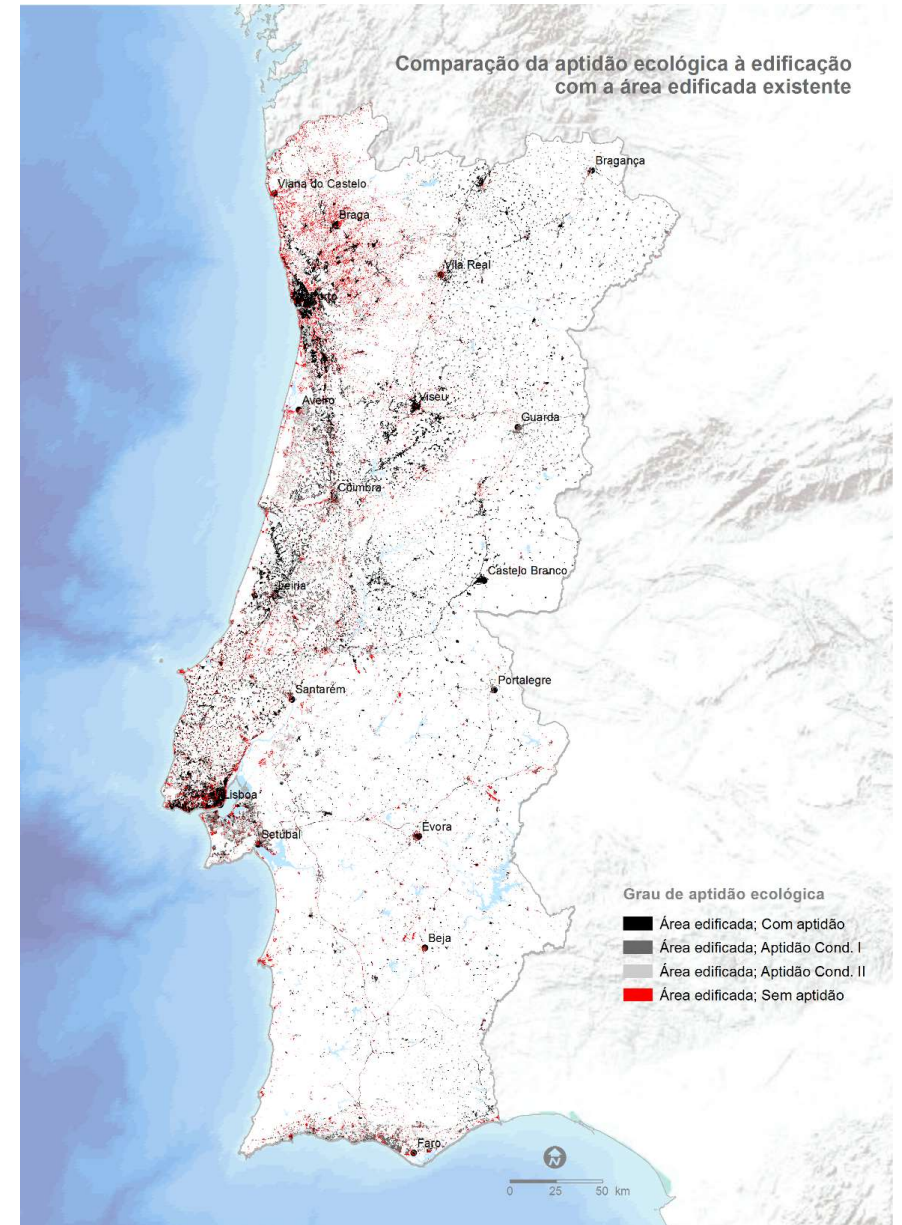 Comparação da aptidão ecológica à edificação
com a área edificada existente
Bragança
Viana do Castelo
Braga
Vila Real
Porto
Aveiro
Viseu
Guarda
Coimbra
Leiria
Castelo Branco
Santarém
Portalegre
Lisboa
Setúbal
Évora
Beja
Faro
Grau de aptidão ecológica
Área edificada; Com aptidão
Área edificada; Aptidão Cond. I
Área edificada; Aptidão Cond. II
Área edificada; Sem aptidão
N
0 25 50 km